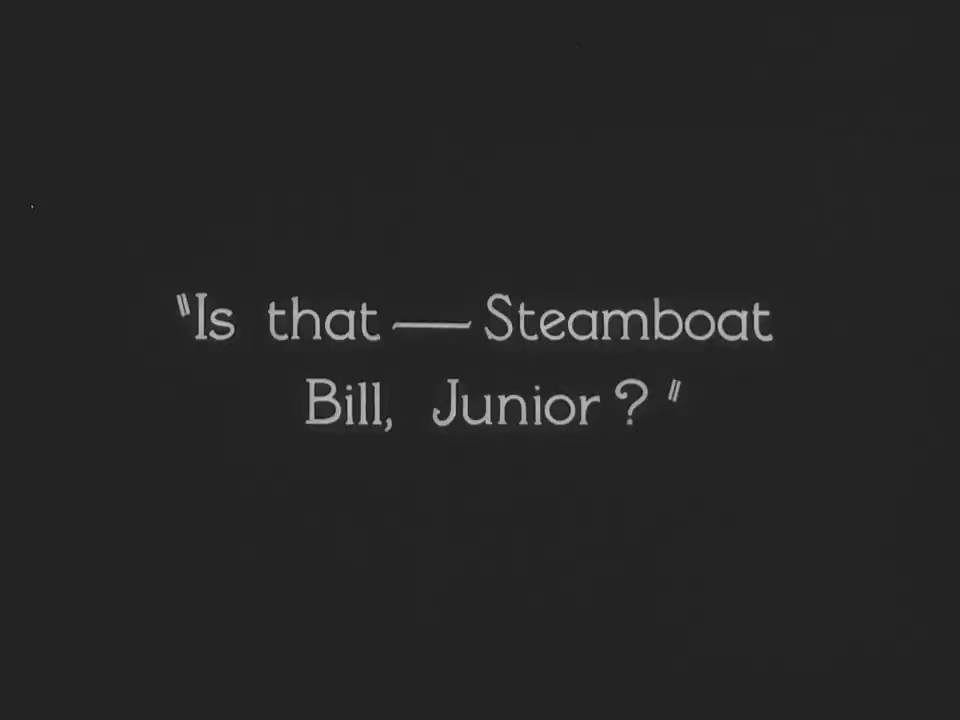 "Is that — Steamboat
Bill, Junior?"